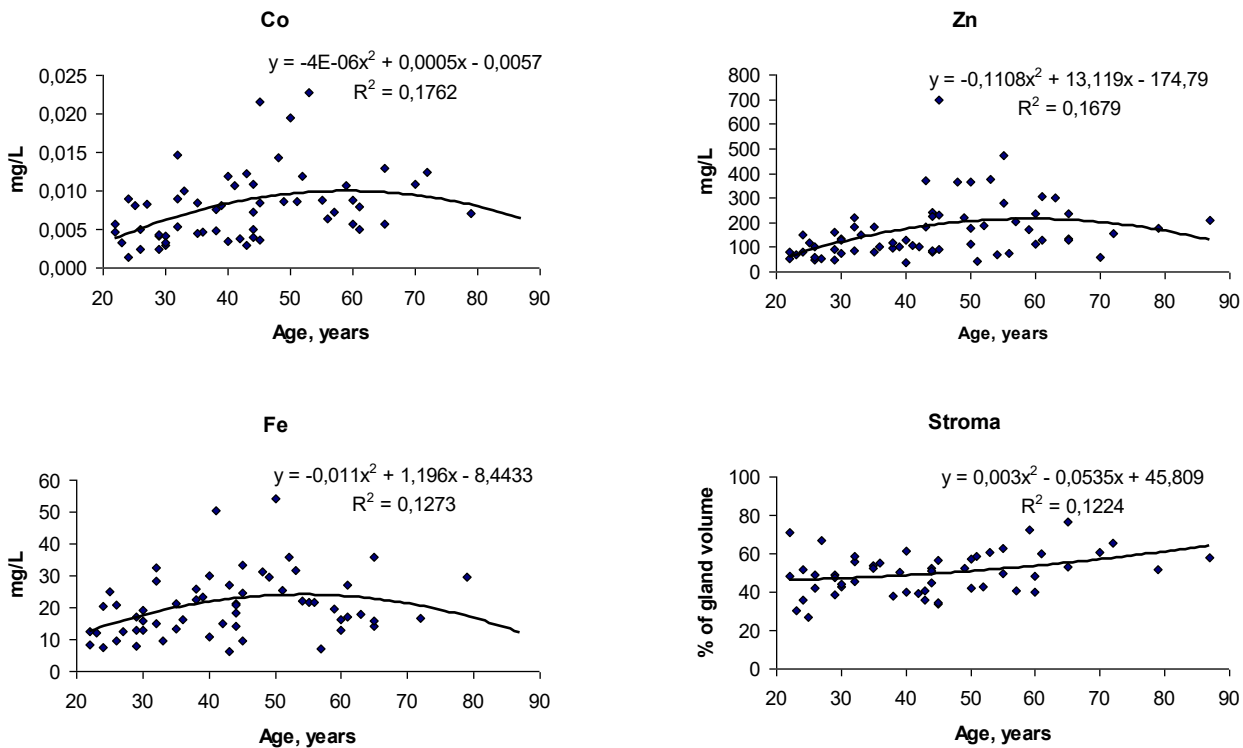 Co
y = -4E-06x² + 0,0005x - 0,0057
R² = 0,1762
0,025
0,020
0,015
0,010
0,005
0,000
mg/L
20 30 40 50 60 70 80 90
Age, years
Zn
y = -0,1108x² + 13,119x - 174,79
R² = 0,1679
800
700
600
500
400
300
200
100
0
mg/L
20 30 40 50 60 70 80 90
Age, years
Fe
y = -0,011x² + 1,196x - 8,4433
R² = 0,1273
60
50
40
30
20
10
0
mg/L
20 30 40 50 60 70 80 90
Age, years
Stroma
y = 0,003x² - 0,0535x + 45,809
R² = 0,1224
100
80
60
40
20
0
% of gland volume
20 30 40 50 60 70 80 90
Age, years